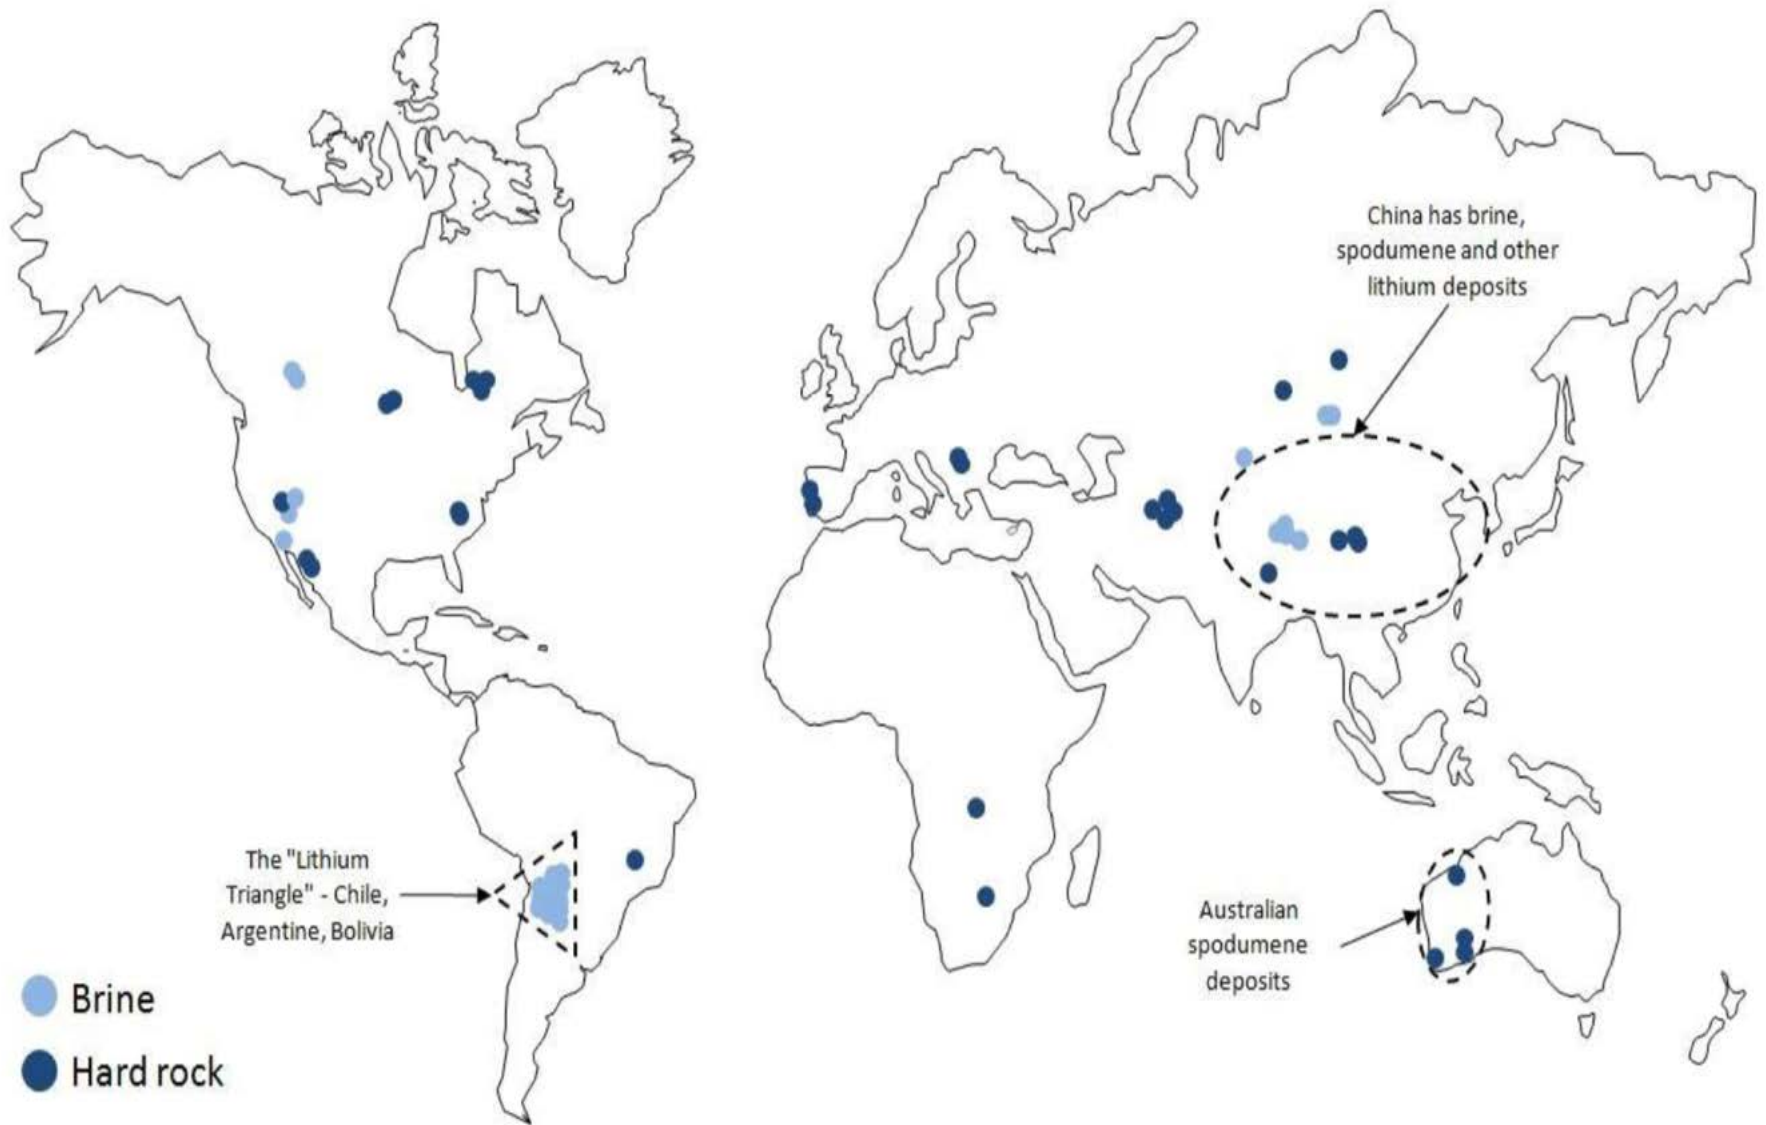 China has brine,
spodumene and other
lithium deposits
The "Lithium
Triangle" - Chile,
Argentine, Bolivia
Australian
spodumene
deposits
Brine
Hard rock